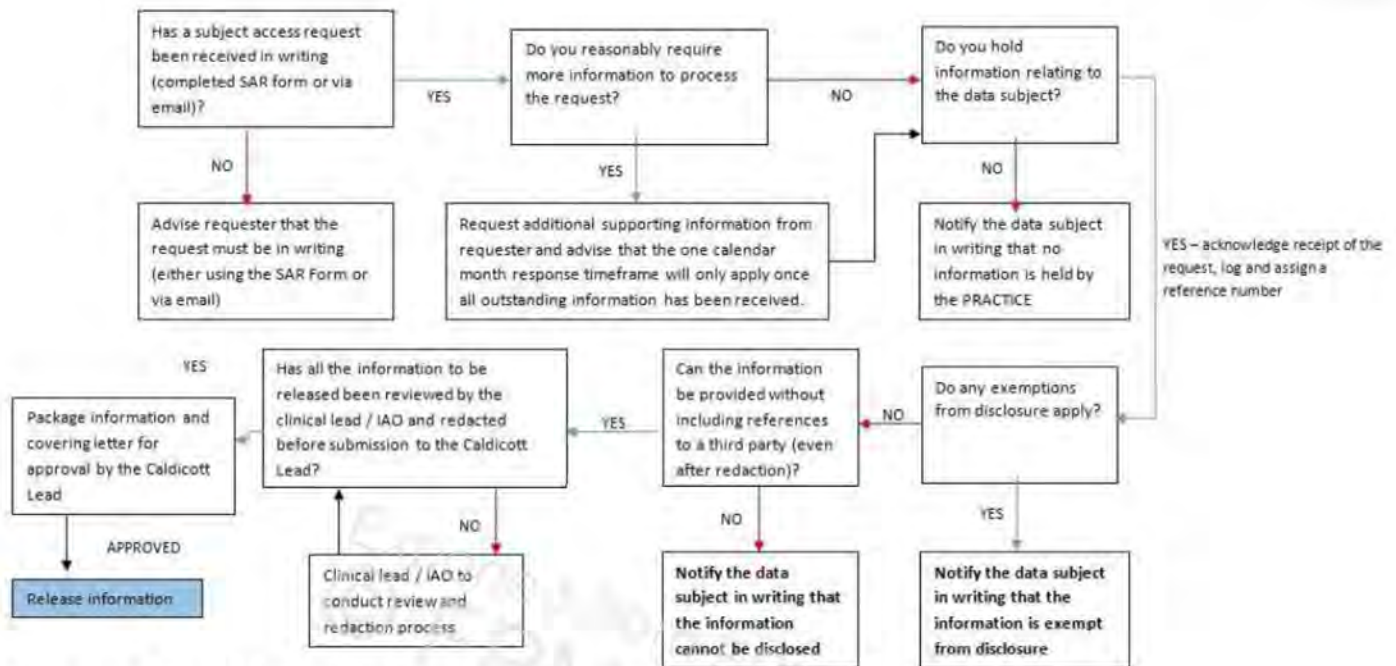 Has a subject access request
been received in writing
(completed SAR form or via
email)?
YES
Do you reasonably require
more information to process
the request?
NO
Do you hold
information relating to
the data subject?
NO
YES
NO
Advise requester that the
request must be in writing
(either using the SAR Form or
via email)
Request additional supporting information from
requester and advise that the one calendar
month response timeframe will only apply once
all outstanding information has been received.
Notify the data subject
in writing that no
information is held by
the PRACTICE
YES – acknowledge receipt of the
request, log and assign a
reference number
YES
Package information and
covering letter for
approval by the Caldicott
Lead
Has all the information to be
released been reviewed by the
clinical lead / IAO and redacted
before submission to the Caldicott
Lead?
YES
Can the information
be provided without
including references
to a third party (even
after redaction)?
NO
Do any exemptions
from disclosure apply?
APPROVED
NO
NO
YES
Release information
Clinical lead / IAO to
conduct review and
redaction process
Notify the data
subject in writing that
the information
cannot be disclosed
Notify the data subject
in writing that the
information is exempt
from disclosure